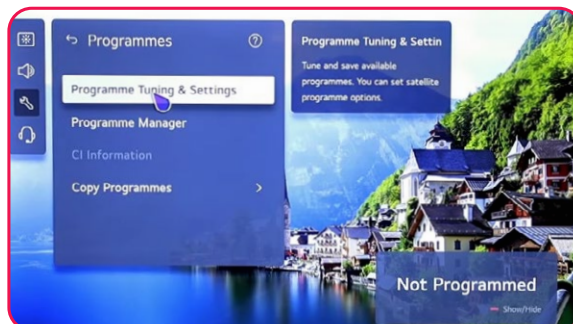 Programmes
Programme Tuning & Settings
Programme Manager
CI Information
Copy Programmes
Programme Tuning & Settin
Tune and save available
programmes. You can set satellite
programme options.
Not Programmed
Show/Hide